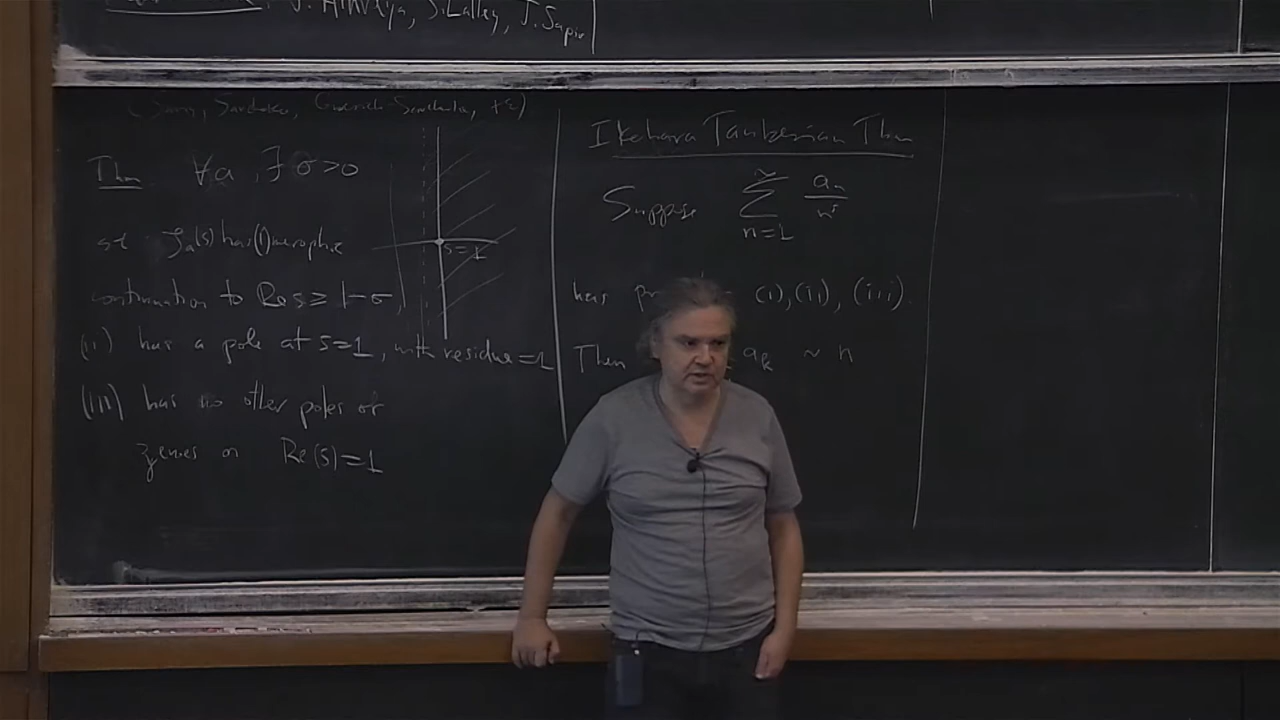 S. Lalley, J. Sapir
Thm ∀a, ∃ σ>0
s=1
st ζₐ(s) has (i) merophic
continuation to Re s ≥ 1-σ,
(ii) has a pole at s=1, with residue=1
(iii) has no other poles or
zeroes on Re(s)=1
Ikehara Tauberian Thm
Suppose ∑ n=1 ∞ aₙ/nˢ
has (i), (ii), (iii)
Then aₖ ~ n